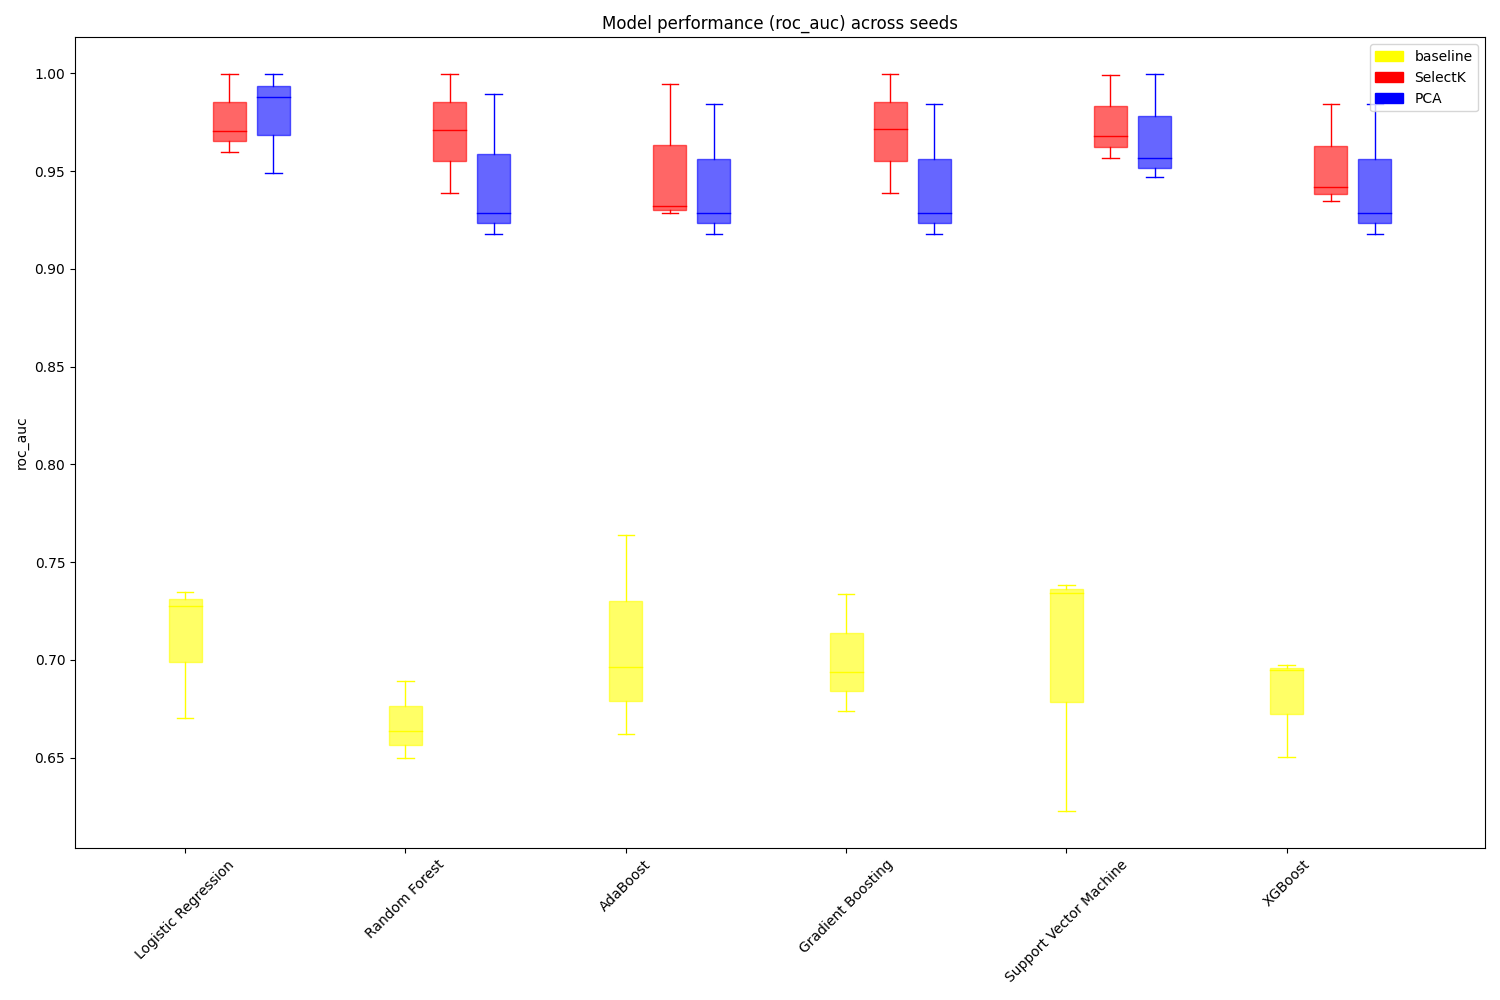 Model performance (roc_auc) across seeds
baseline
SelectK
PCA
1.00
0.95
0.90
0.85
0.80
0.75
0.70
0.65
roc_auc
Logistic Regression
Random Forest
AdaBoost
Gradient Boosting
Support Vector Machine
XGBoost